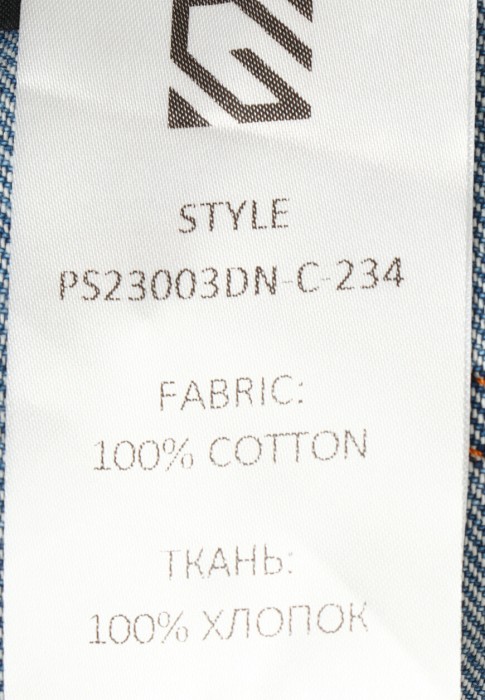 STYLE
PS23003DN-C-234
FABRIC:
100% COTTON
ТКАНЬ:
100% ХЛОПОК